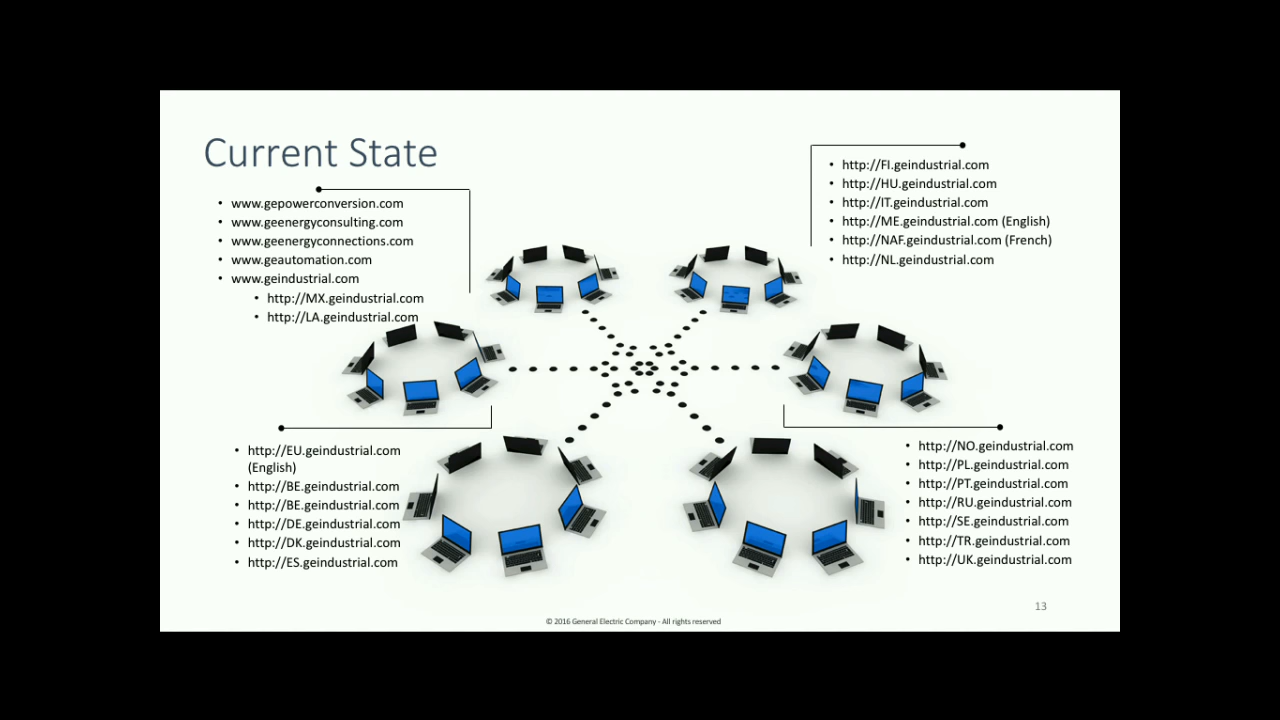 Current State
www.gepowerconversion.com
www.geenergyconsulting.com
www.geenergyconnections.com
www.geautomation.com
www.geindustrial.com
http://MX.geindustrial.com
http://LA.geindustrial.com
http://FI.geindustrial.com
http://HU.geindustrial.com
http://IT.geindustrial.com
http://ME.geindustrial.com (English)
http://NAF.geindustrial.com (French)
http://NL.geindustrial.com
http://EU.geindustrial.com
(English)
http://BE.geindustrial.com
http://BE.geindustrial.com
http://DE.geindustrial.com
http://DK.geindustrial.com
http://ES.geindustrial.com
http://NO.geindustrial.com
http://PL.geindustrial.com
http://PT.geindustrial.com
http://RU.geindustrial.com
http://SE.geindustrial.com
http://TR.geindustrial.com
http://UK.geindustrial.com
13
© 2016 General Electric Company - All rights reserved